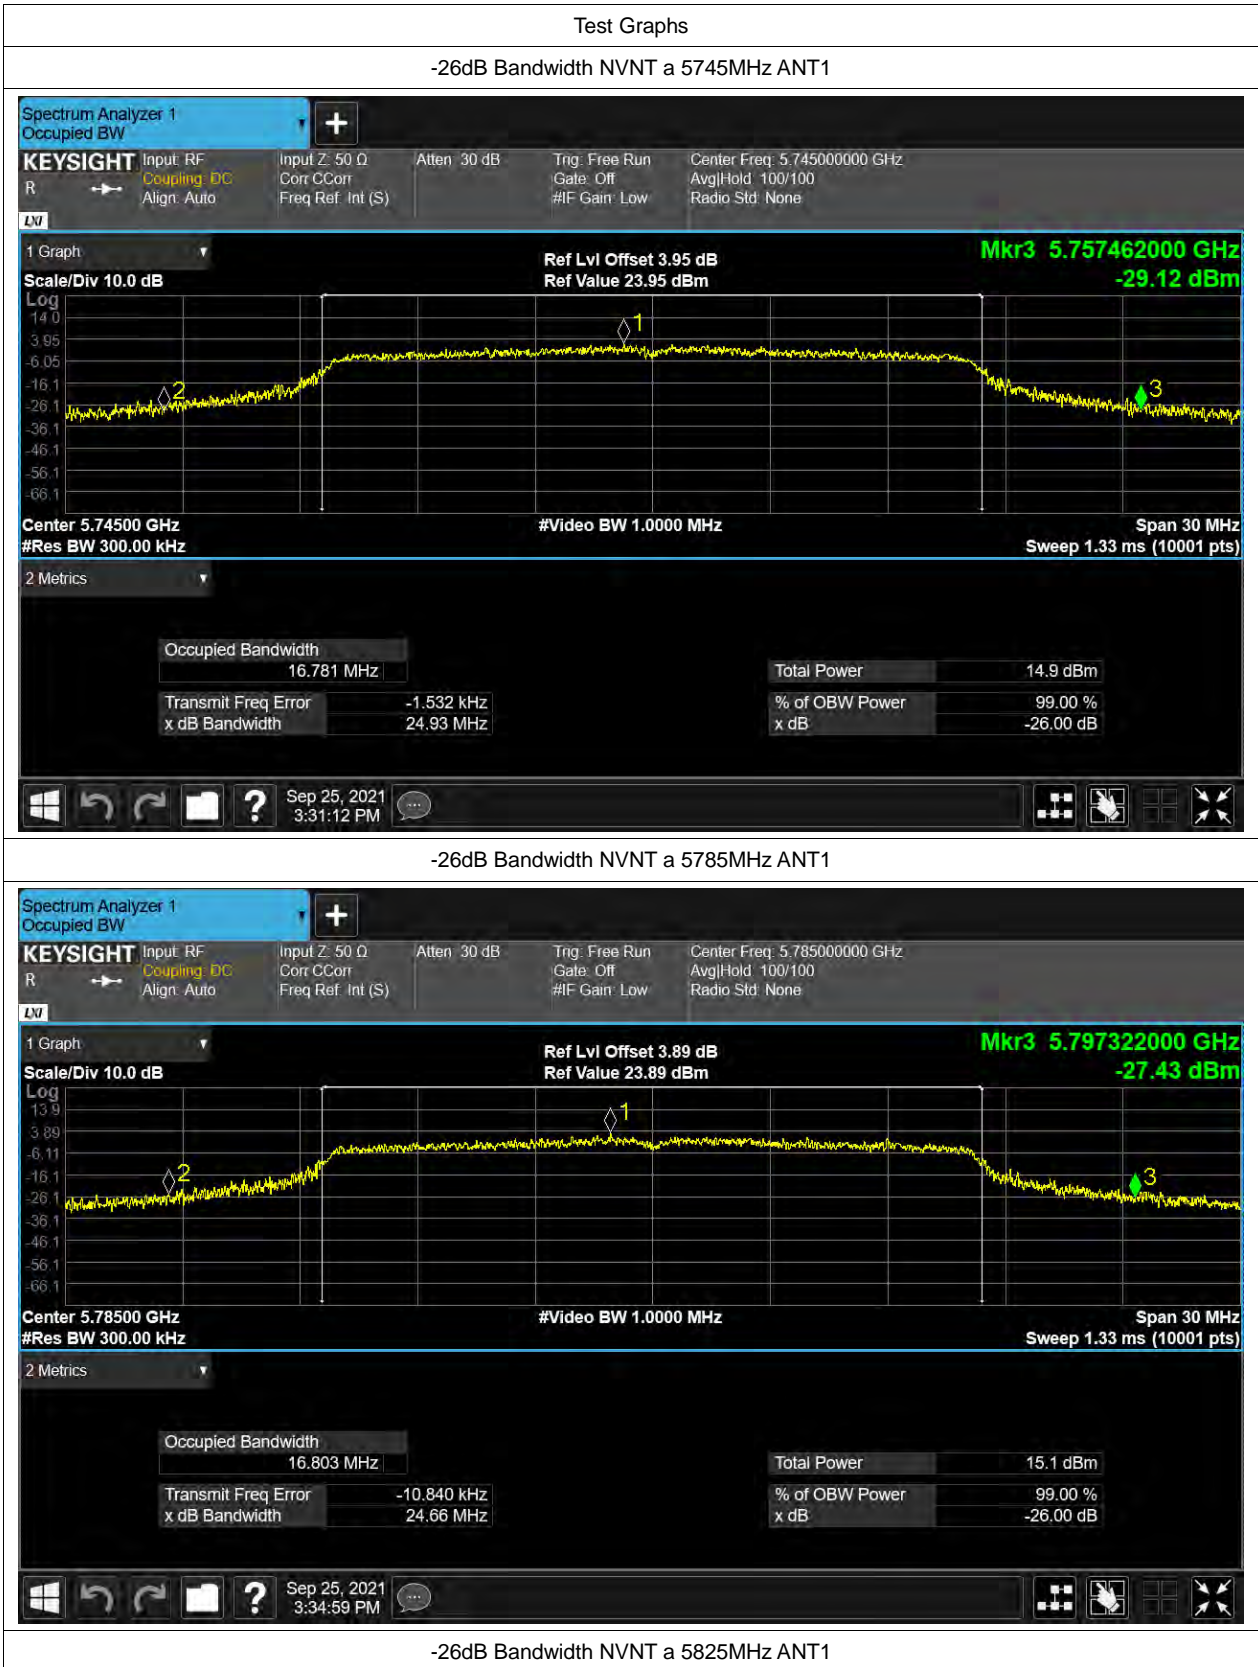 Test Graphs
-26dB Bandwidth NVNT a 5745MHz ANT1
Spectrum Analyzer 1
Occupied BW
KEYSIGHT Input: RF Input Z: 50 Ω Atten: 30 dB Trig: Free Run Center Freq: 5.745000000 GHz
R Coupling: DC Corr CCorr Gate: Off Avg|Hold: 100/100
Align: Auto Freq Ref: Int (S) #IF Gain: Low Radio Std: None
LXI
1 Graph
Ref Lvl Offset 3.95 dB Mkr3 5.757462000 GHz
Scale/Div 10.0 dB Ref Value 23.95 dBm -29.12 dBm
Log
14.0
3.95
-6.05
-16.1
-26.1
-36.1
-46.1
-56.1
-66.1
1
2
3
Center 5.74500 GHz #Video BW 1.0000 MHz Span 30 MHz
#Res BW 300.00 kHz Sweep 1.33 ms (10001 pts)
2 Metrics
Occupied Bandwidth
16.781 MHz Total Power 14.9 dBm
Transmit Freq Error -1.532 kHz % of OBW Power 99.00 %
x dB Bandwidth 24.93 MHz x dB -26.00 dB
? Sep 25, 2021
3:31:12 PM
-26dB Bandwidth NVNT a 5785MHz ANT1
Spectrum Analyzer 1
Occupied BW
KEYSIGHT Input: RF Input Z: 50 Ω Atten: 30 dB Trig: Free Run Center Freq: 5.785000000 GHz
R Coupling: DC Corr CCorr Gate: Off Avg|Hold: 100/100
Align: Auto Freq Ref: Int (S) #IF Gain: Low Radio Std: None
LXI
1 Graph
Ref Lvl Offset 3.89 dB Mkr3 5.797322000 GHz
Scale/Div 10.0 dB Ref Value 23.89 dBm -27.43 dBm
Log
13.9
3.89
-6.11
-16.1
-26.1
-36.1
-46.1
-56.1
-66.1
1
2
3
Center 5.78500 GHz #Video BW 1.0000 MHz Span 30 MHz
#Res BW 300.00 kHz Sweep 1.33 ms (10001 pts)
2 Metrics
Occupied Bandwidth
16.803 MHz Total Power 15.1 dBm
Transmit Freq Error -10.840 kHz % of OBW Power 99.00 %
x dB Bandwidth 24.66 MHz x dB -26.00 dB
? Sep 25, 2021
3:34:59 PM
-26dB Bandwidth NVNT a 5825MHz ANT1